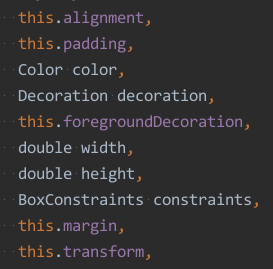 this.alignment,
this.padding,
Color color,
Decoration decoration,
this.foregroundDecoration,
double width,
double height,
BoxConstraints constraints,
this.margin,
this.transform,